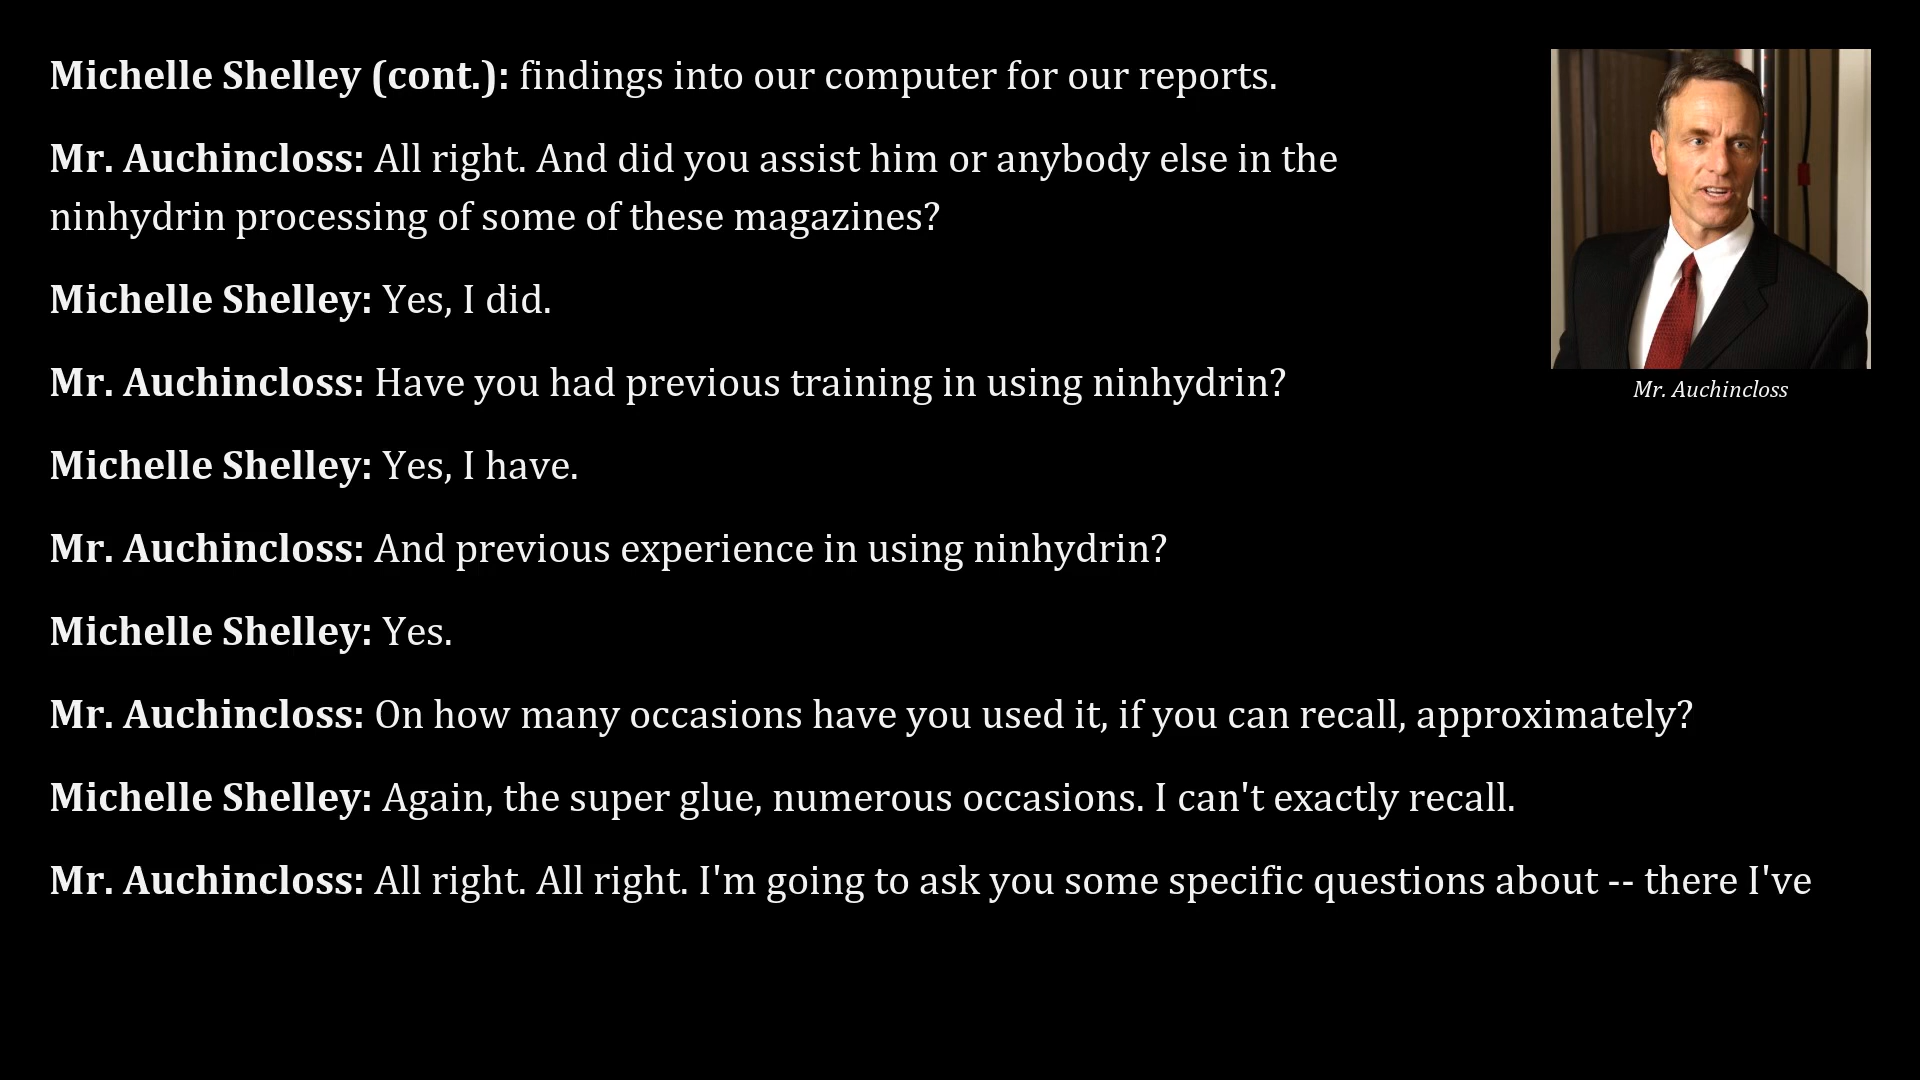 Michelle Shelley (cont.): findings into our computer for our reports.
Mr. Auchincloss: All right. And did you assist him or anybody else in the
ninhydrin processing of some of these magazines?
Michelle Shelley: Yes, I did.
Mr. Auchincloss: Have you had previous training in using ninhydrin?
Mr. Auchincloss
Michelle Shelley: Yes, I have.
Mr. Auchincloss: And previous experience in using ninhydrin?
Michelle Shelley: Yes.
Mr. Auchincloss: On how many occasions have you used it, if you can recall, approximately?
Michelle Shelley: Again, the super glue, numerous occasions. I can't exactly recall.
Mr. Auchincloss: All right. All right. I'm going to ask you some specific questions about -- there I've